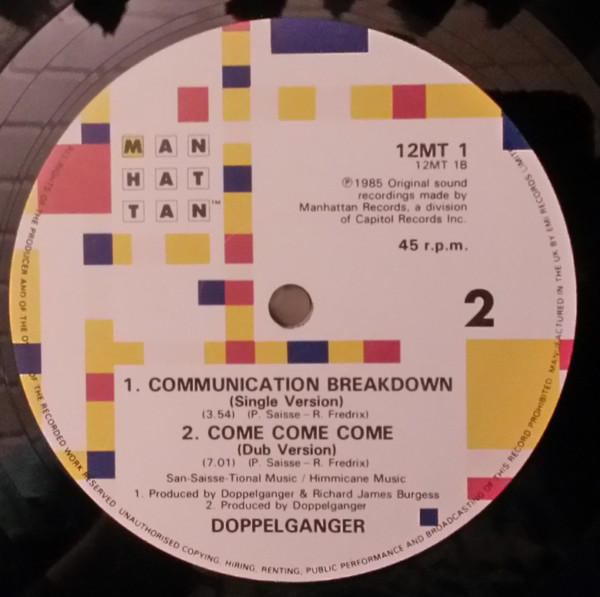 MAN
HAT
TAN™
12MT 1
12MT 1B
℗1985 Original sound
recordings made by
Manhattan Records, a division
of Capitol Records Inc.
45 r.p.m.
2
1. COMMUNICATION BREAKDOWN
(Single Version)
(3.54) (P. Saisse – R. Fredrix)
2. COME COME COME
(Dub Version)
(7.01) (P. Saisse – R. Fredrix)
San-Saisse-Tional Music / Himmicane Music
1. Produced by Doppelganger & Richard James Burgess
2. Produced by Doppelganger
DOPPELGANGER
ALL RIGHTS OF THE PRODUCER AND OF THE OWNER OF THE RECORDED WORK RESERVED. UNAUTHORISED COPYING, HIRING, RENTING, PUBLIC PERFORMANCE AND BROADCASTING OF THIS RECORD PROHIBITED. MANUFACTURED IN THE UK BY EMI RECORDS LIMITED